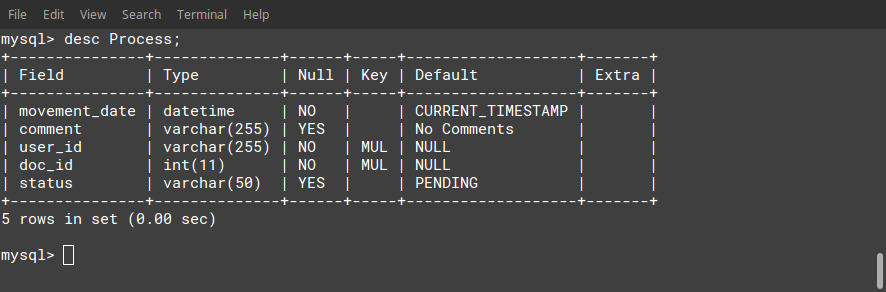 File Edit View Search Terminal Help
mysql> desc Process;
+---------------+--------------+------+-----+-------------------+-------+
| Field         | Type         | Null | Key | Default           | Extra |
+---------------+--------------+------+-----+-------------------+-------+
| movement_date | datetime     | NO   |     | CURRENT_TIMESTAMP |       |
| comment       | varchar(255) | YES  |     | No Comments       |       |
| user_id       | varchar(255) | NO   | MUL | NULL              |       |
| doc_id        | int(11)      | NO   | MUL | NULL              |       |
| status        | varchar(50)  | YES  |     | PENDING           |       |
+---------------+--------------+------+-----+-------------------+-------+
5 rows in set (0.00 sec)
mysql>